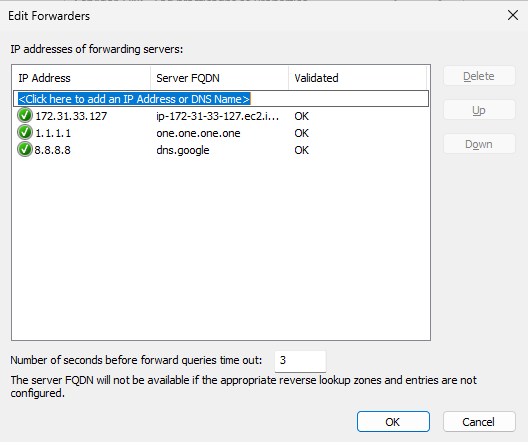 Edit Forwarders
IP addresses of forwarding servers:
IP Address Server FQDN Validated
<Click here to add an IP Address or DNS Name>
172.31.33.127 ip-172-31-33-127.ec2.i... OK
1.1.1.1 one.one.one.one OK
8.8.8.8 dns.google OK
Delete
Up
Down
Number of seconds before forward queries time out: 3
The server FQDN will not be available if the appropriate reverse lookup zones and entries are not
configured.
OK Cancel